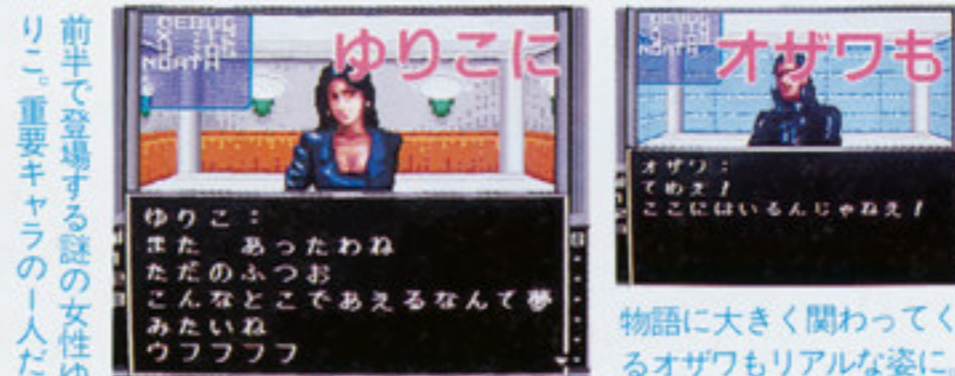 前半で登場する謎の女性ゆ
りこ。重要キャラの一人だ
ゆりこに
DEBUG
NOATA
ゆりこ：
また　あったわね
ただのふつお
こんなとこであえるなんて夢
みたいね
ウフフフフ
オザワも
オザワ：
てめえ！
ここにはいるんじゃねえ！
物語に大きく関わってく
るオザワもリアルな姿に。